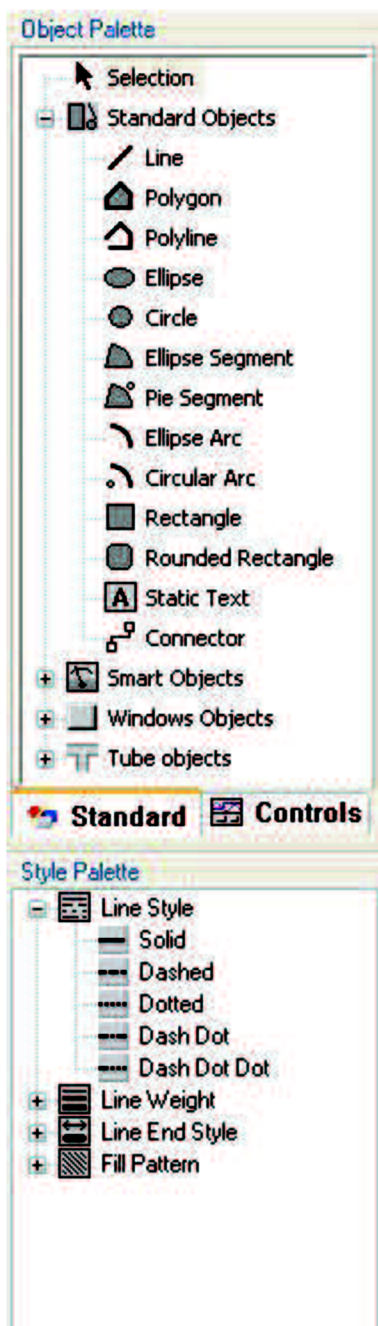 Object Palette
Selection
Standard Objects
Line
Polygon
Polyline
Ellipse
Circle
Ellipse Segment
Pie Segment
Ellipse Arc
Circular Arc
Rectangle
Rounded Rectangle
A Static Text
Connector
Smart Objects
Windows Objects
Tube objects
Standard Controls
Style Palette
Line Style
Solid
Dashed
Dotted
Dash Dot
Dash Dot Dot
Line Weight
Line End Style
Fill Pattern